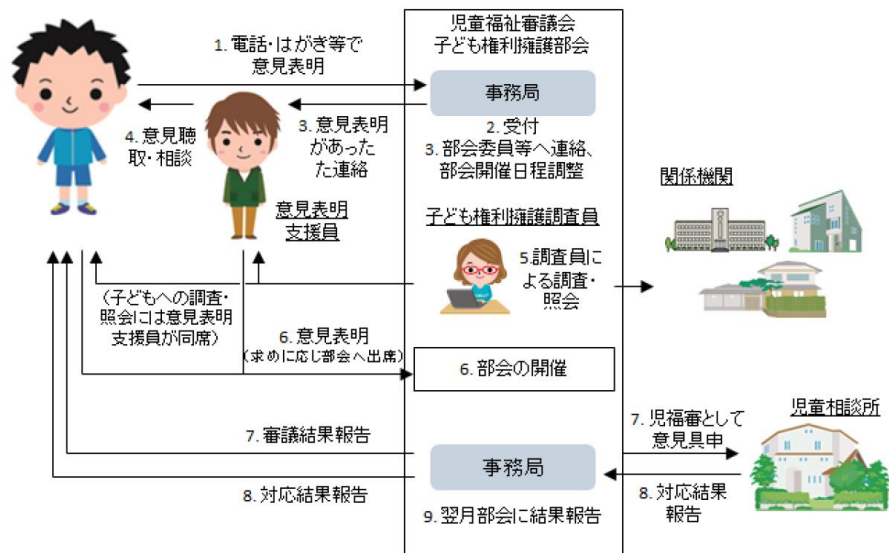 児童福祉審議会
子ども権利擁護部会
1. 電話・はがき等で
意見表明
事務局
2. 受付
3. 部会委員等へ連絡、
部会開催日程調整
3. 意見表明
があった
た連絡
4. 意見聴
取・相談
意見表明
支援員
子ども権利擁護調査員
5. 調査員に
よる調査・
照会
関係機関
(子どもへの調査・
照会には意見表明
支援員が同席)
6. 意見表明
(求めに応じ部会へ出席)
6. 部会の開催
7. 審議結果報告
事務局
8. 対応結果報告
9. 翌月部会に結果報告
7. 児福審として
意見具申
児童相談所
8. 対応結果
報告